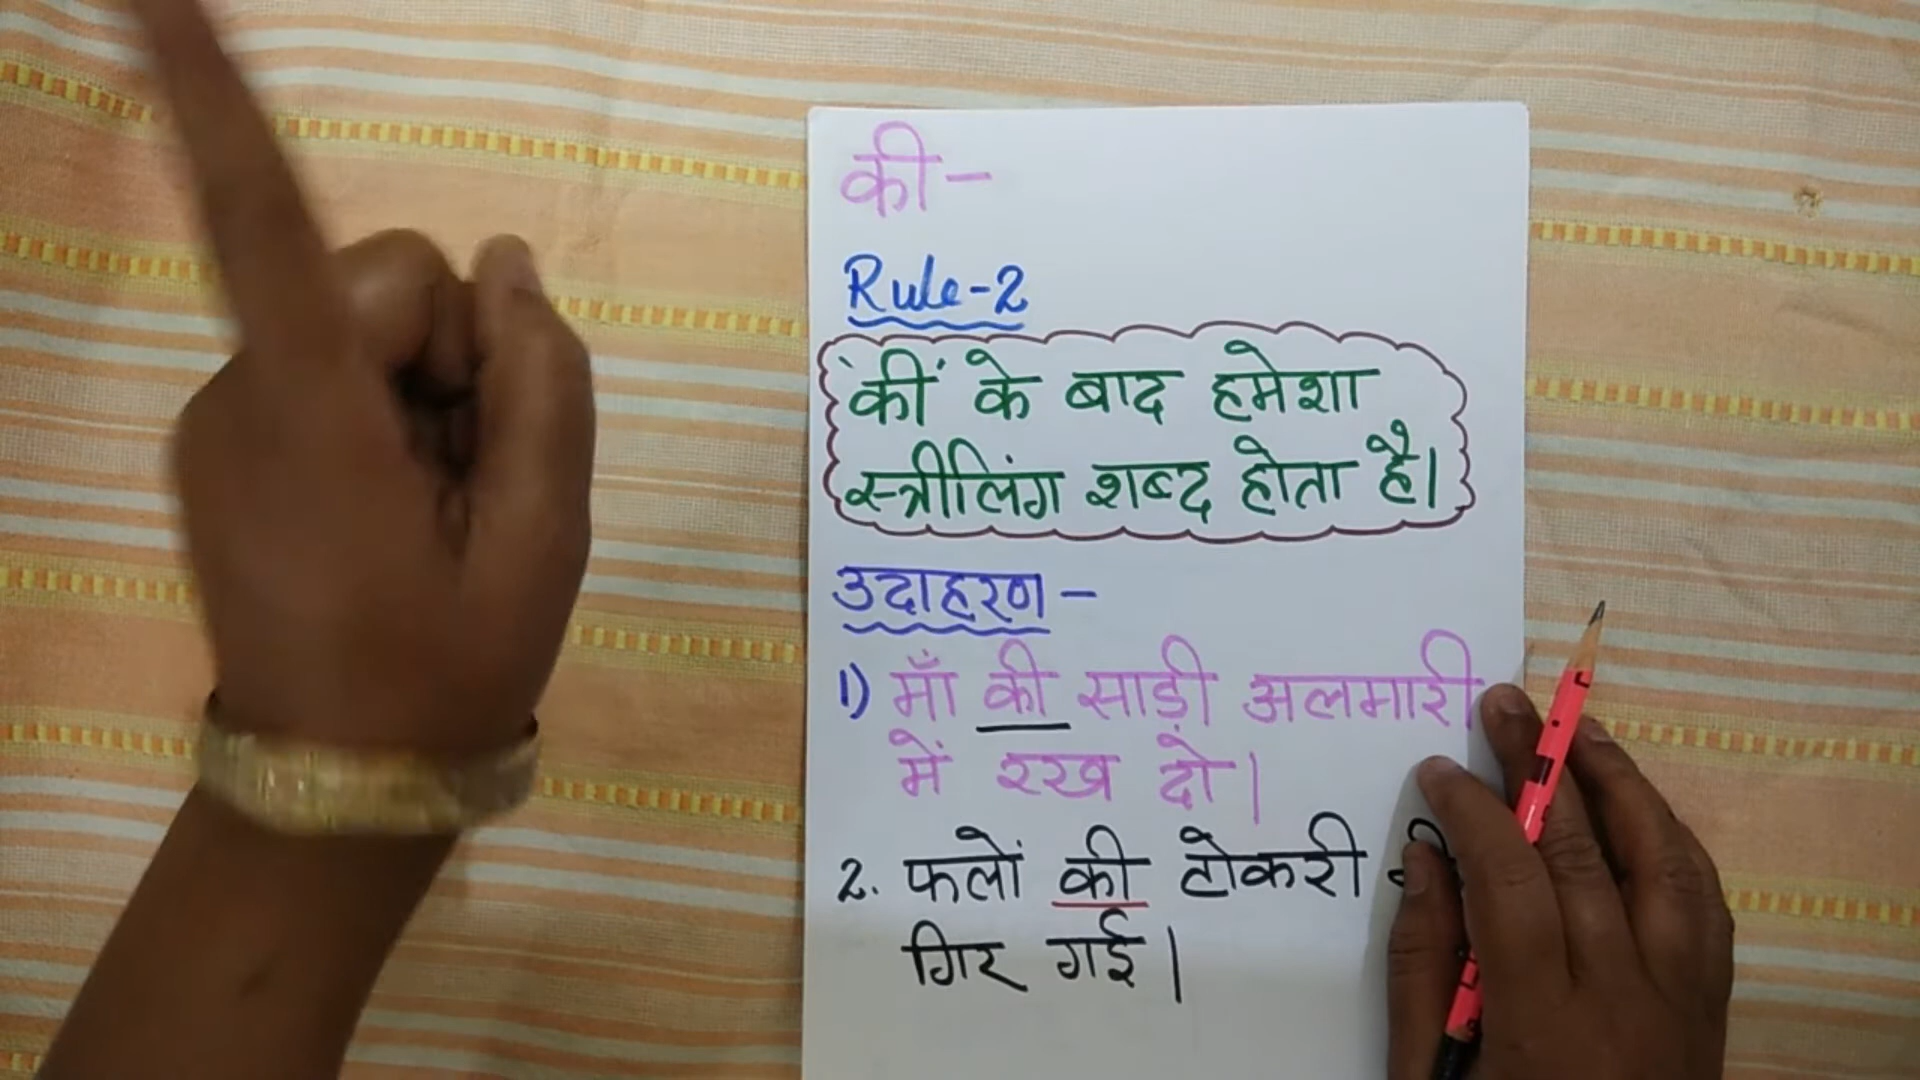 की-
Rule-2
'की' के बाद हमेशा
स्त्रीलिंग शब्द होता है।
उदाहरण-
1) माँ की साड़ी अलमारी
में रख दो।
2. फलों की टोकरी
गिर गई।